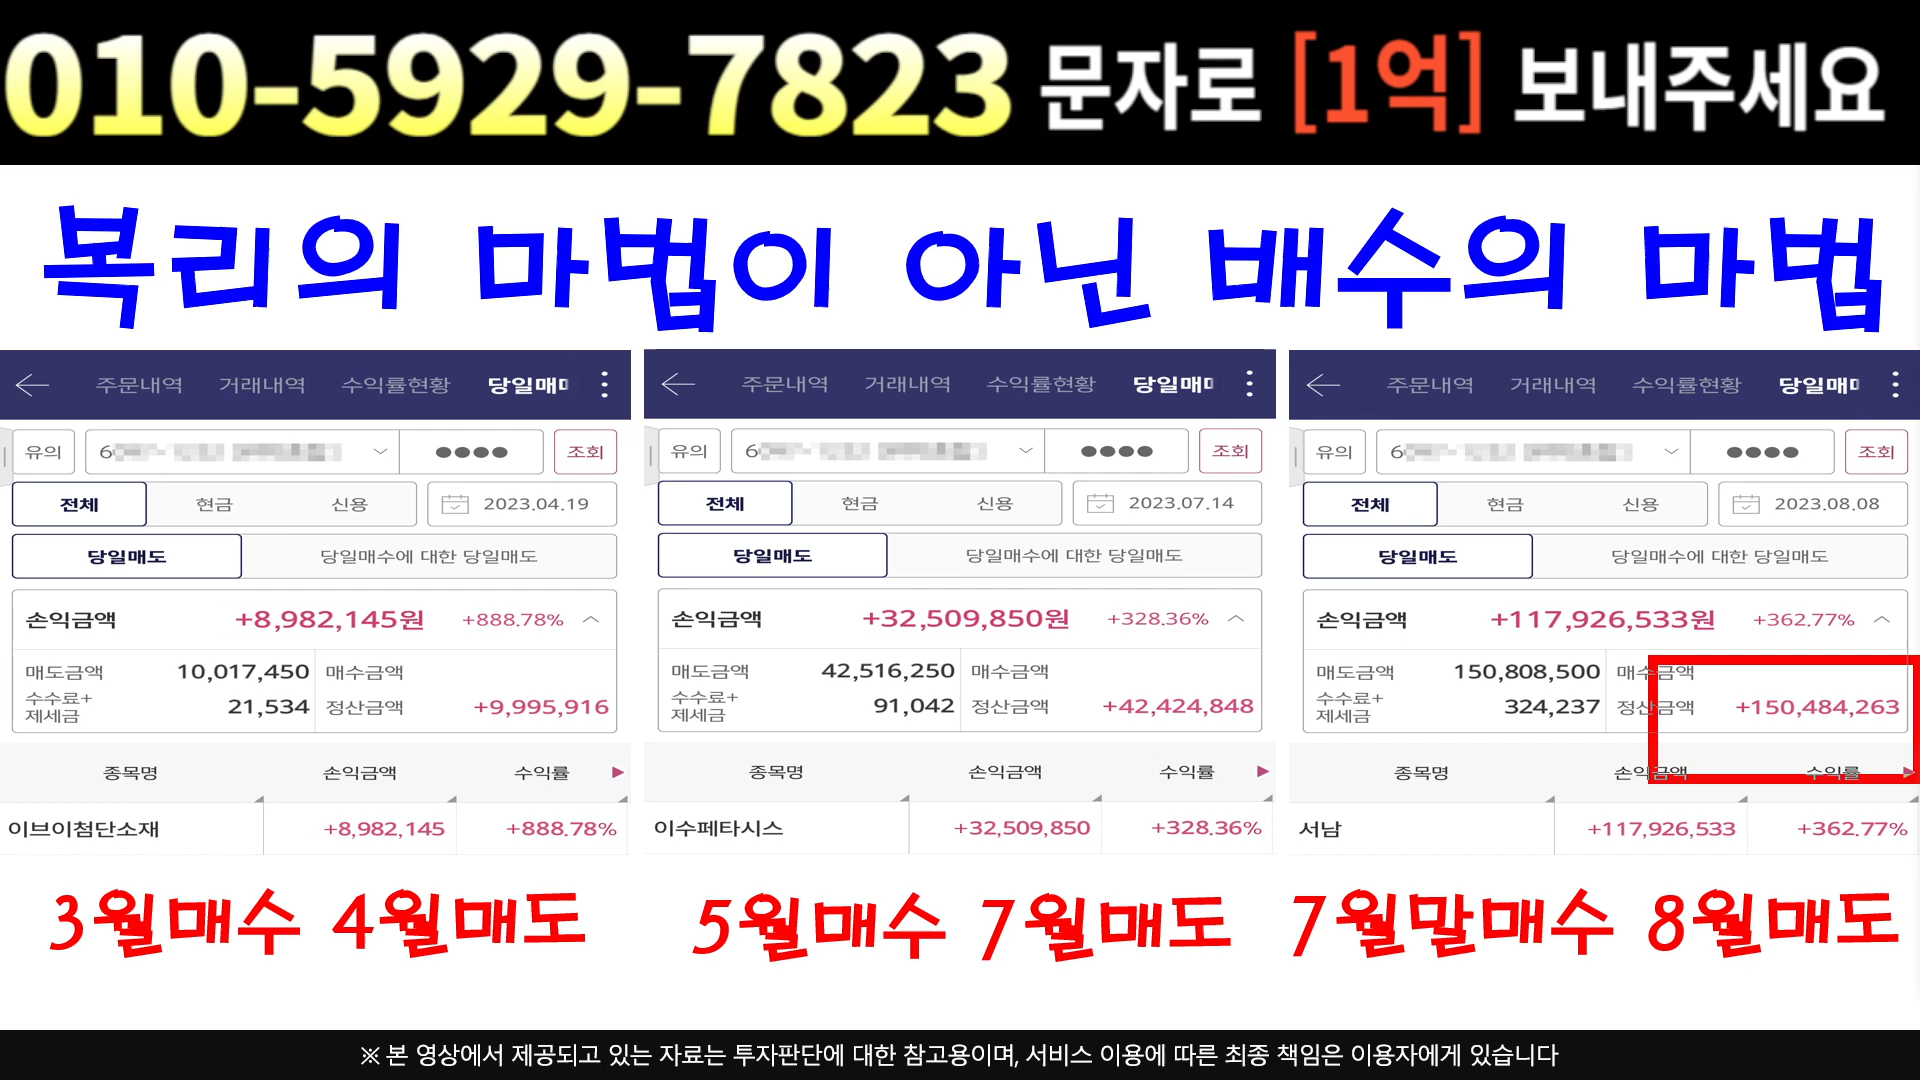 010-5929-7823 문자로 [1억] 보내주세요
복리의 마법이 아닌 배수의 마법
주문내역 거래내역 수익률현황 당일매
유의 6 ●●●● 조회
전체 현금 신용 2023.04.19
당일매도 당일매수에 대한 당일매도
손익금액 +8,982,145원 +888.78%
매도금액 10,017,450 매수금액
수수료+
제세금 21,534 정산금액 +9,995,916
종목명 손익금액 수익률
이브이첨단소재 +8,982,145 +888.78%
3월매수 4월매도
주문내역 거래내역 수익률현황 당일매
유의 6 ●●●● 조회
전체 현금 신용 2023.07.14
당일매도 당일매수에 대한 당일매도
손익금액 +32,509,850원 +328.36%
매도금액 42,516,250 매수금액
수수료+
제세금 91,042 정산금액 +42,424,848
종목명 손익금액 수익률
이수페타시스 +32,509,850 +328.36%
5월매수 7월매도
주문내역 거래내역 수익률현황 당일매
유의 6 ●●●● 조회
전체 현금 신용 2023.08.08
당일매도 당일매수에 대한 당일매도
손익금액 +117,926,533원 +362.77%
매도금액 150,808,500 매수금액
수수료+
제세금 324,237 정산금액 +150,484,263
종목명 손익금액 수익률
서남 +117,926,533 +362.77%
7월말매수 8월매도
※ 본 영상에서 제공되고 있는 자료는 투자판단에 대한 참고용이며, 서비스 이용에 따른 최종 책임은 이용자에게 있습니다